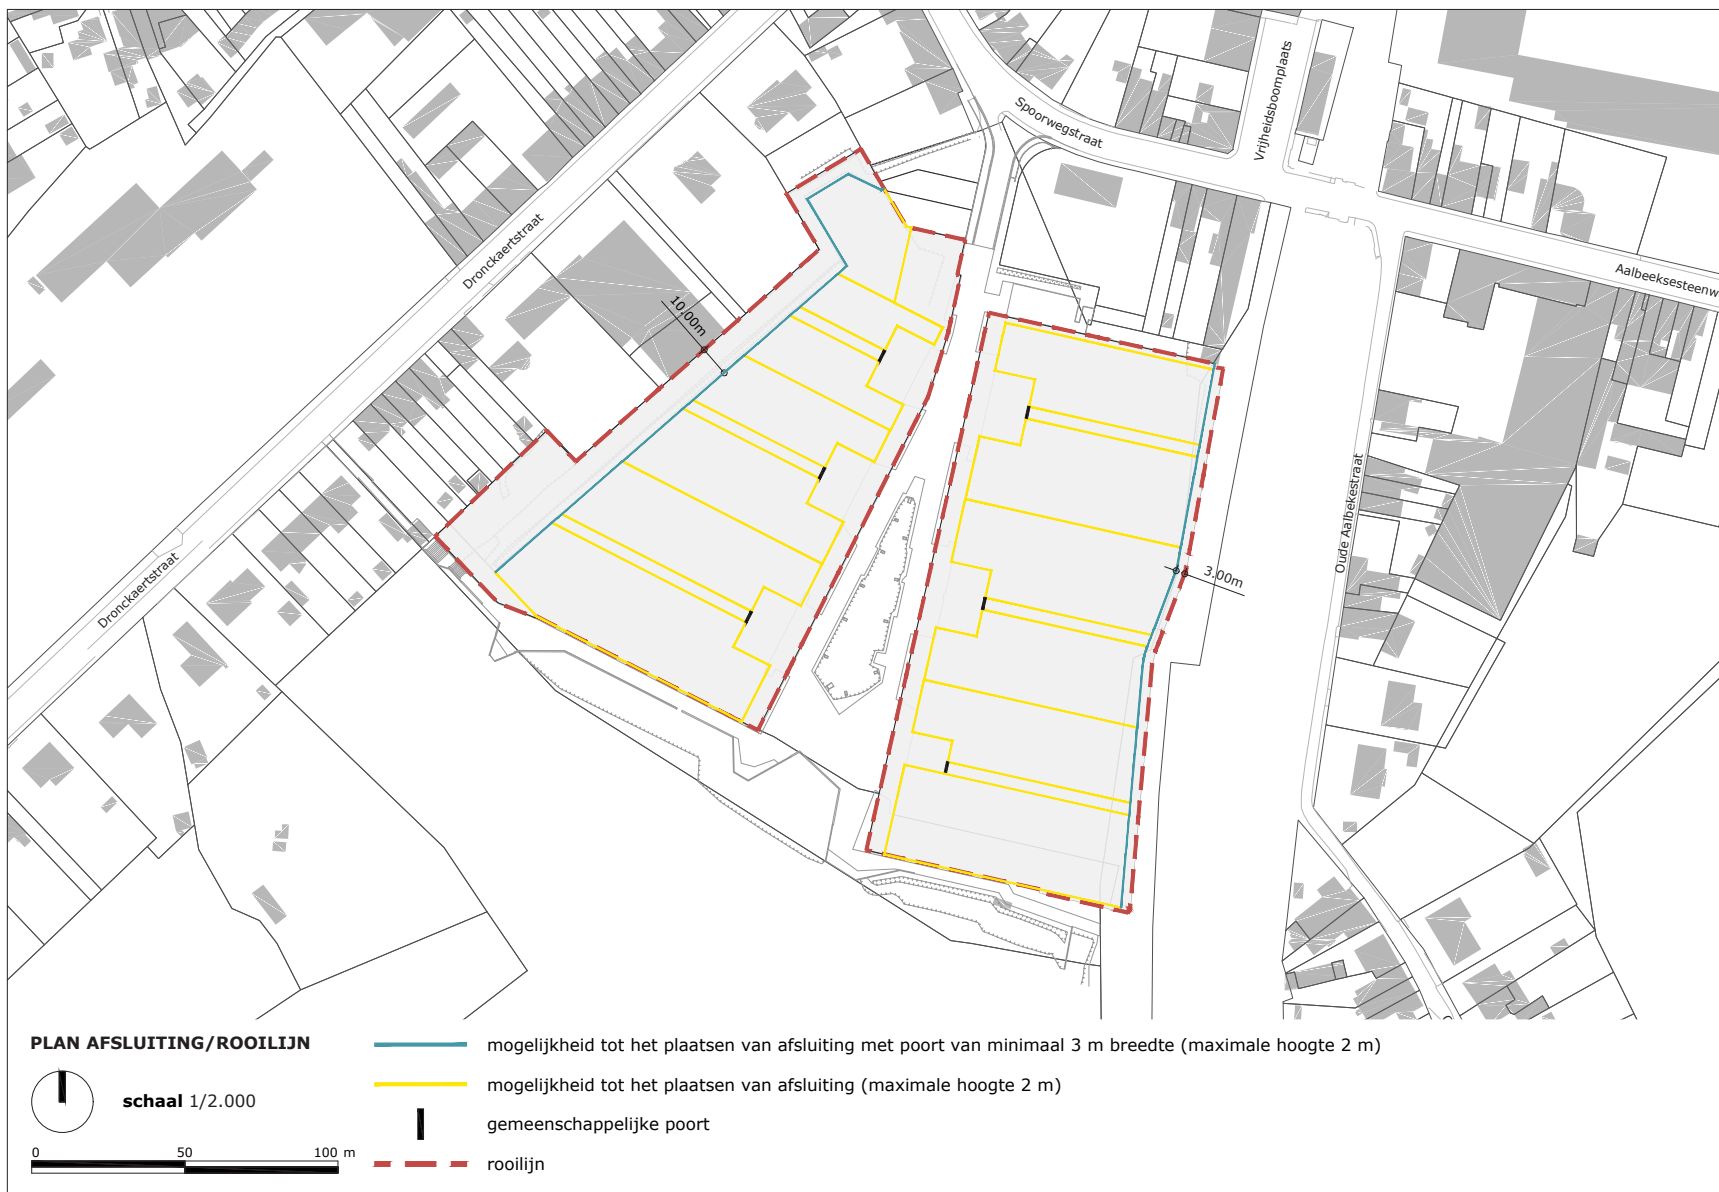 Spoorwegstraat
Vrijheidsboomplaats
Dronckaertstraat
Aalbeeksesteenw
10.00m
Oude Aalbekestraat
3.00m
Dronckaertstraat
PLAN AFSLUITING/ROOILIJN
schaal 1/2.000
0 50 100 m
mogelijkheid tot het plaatsen van afsluiting met poort van minimaal 3 m breedte (maximale hoogte 2 m)
mogelijkheid tot het plaatsen van afsluiting (maximale hoogte 2 m)
gemeenschappelijke poort
rooilijn